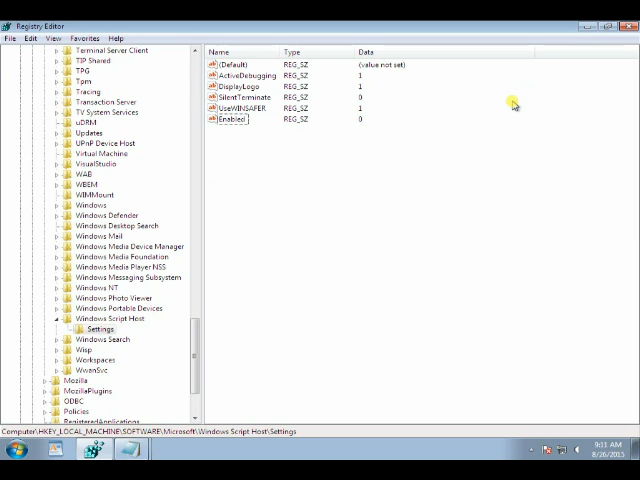 Registry Editor
File Edit View Favorites Help
Terminal Server Client
TIP Shared
TPG
Tpm
Tracing
Transaction Server
TV System Services
uDRM
Updates
UPnP Device Host
Virtual Machine
VisualStudio
WAB
WBEM
WIMMount
Windows
Windows Defender
Windows Desktop Search
Windows Mail
Windows Media Device Manager
Windows Media Foundation
Windows Media Player NSS
Windows Messaging Subsystem
Windows NT
Windows Photo Viewer
Windows Portable Devices
Windows Script Host
Settings
Windows Search
Wisp
Workspaces
WwanSvc
Mozilla
MozillaPlugins
ODBC
Policies
RegisteredApplications
Name Type Data
(Default) REG_SZ (value not set)
ActiveDebugging REG_SZ 1
DisplayLogo REG_SZ 1
SilentTerminate REG_SZ 0
UseWINSAFER REG_SZ 1
Enabled REG_SZ 0
Computer\HKEY_LOCAL_MACHINE\SOFTWARE\Microsoft\Windows Script Host\Settings
9:11 AM
8/26/2015